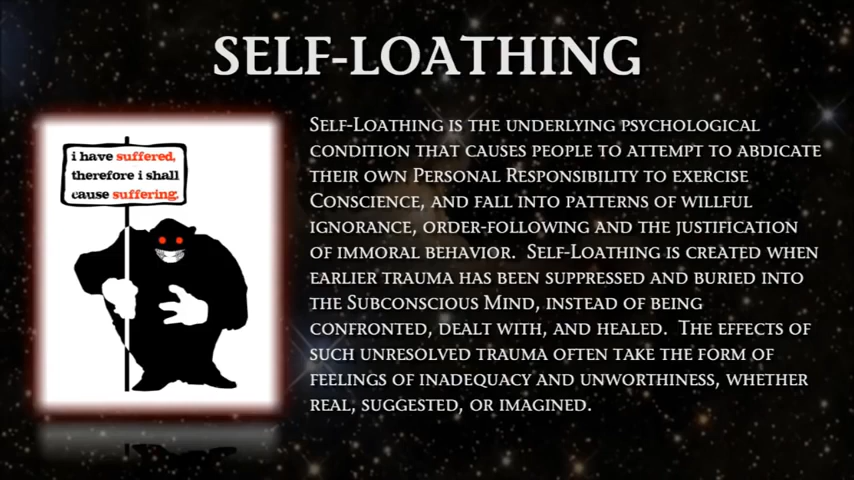 SELF-LOATHING
i have suffered,
therefore i shall
cause suffering.
SELF-LOATHING IS THE UNDERLYING PSYCHOLOGICAL
CONDITION THAT CAUSES PEOPLE TO ATTEMPT TO ABDICATE
THEIR OWN PERSONAL RESPONSIBILITY TO EXERCISE
CONSCIENCE, AND FALL INTO PATTERNS OF WILLFUL
IGNORANCE, ORDER-FOLLOWING AND THE JUSTIFICATION
OF IMMORAL BEHAVIOR. SELF-LOATHING IS CREATED WHEN
EARLIER TRAUMA HAS BEEN SUPPRESSED AND BURIED INTO
THE SUBCONSCIOUS MIND, INSTEAD OF BEING
CONFRONTED, DEALT WITH, AND HEALED. THE EFFECTS OF
SUCH UNRESOLVED TRAUMA OFTEN TAKE THE FORM OF
FEELINGS OF INADEQUACY AND UNWORTHINESS, WHETHER
REAL, SUGGESTED, OR IMAGINED.